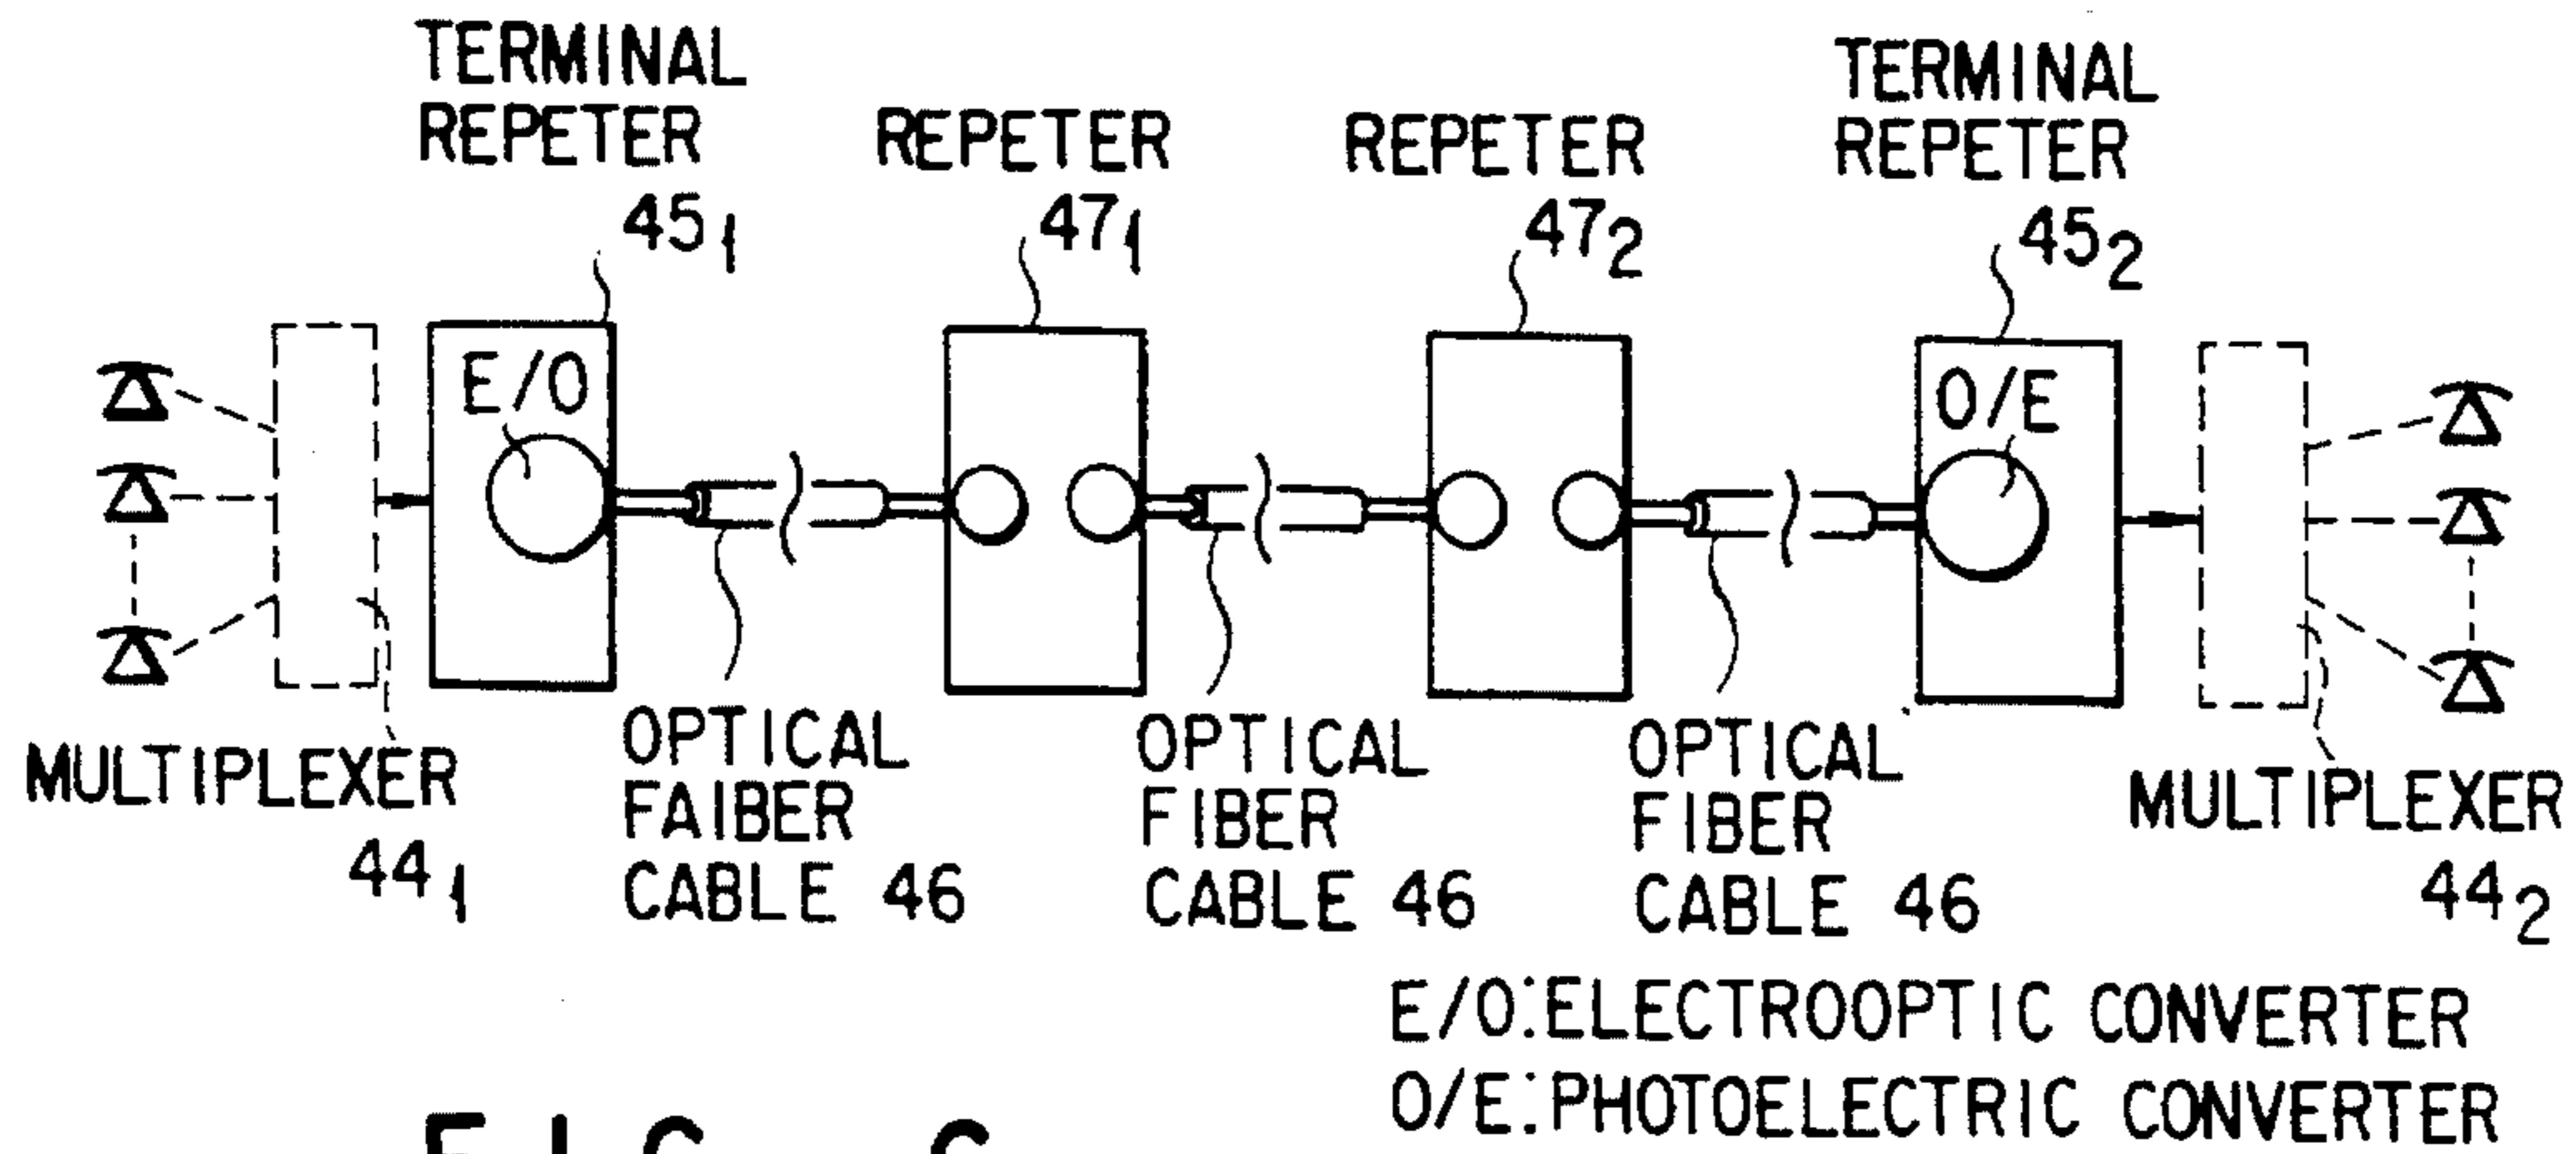 TERMINAL
REPETER
45₁
REPETER
47₁
REPETER
47₂
TERMINAL
REPETER
45₂
E/O
O/E
MULTIPLEXER
44₁
OPTICAL
FAIBER
CABLE 46
OPTICAL
FIBER
CABLE 46
OPTICAL
FIBER
CABLE 46
MULTIPLEXER
44₂
E/O:ELECTROOPTIC CONVERTER
O/E:PHOTOELECTRIC CONVERTER